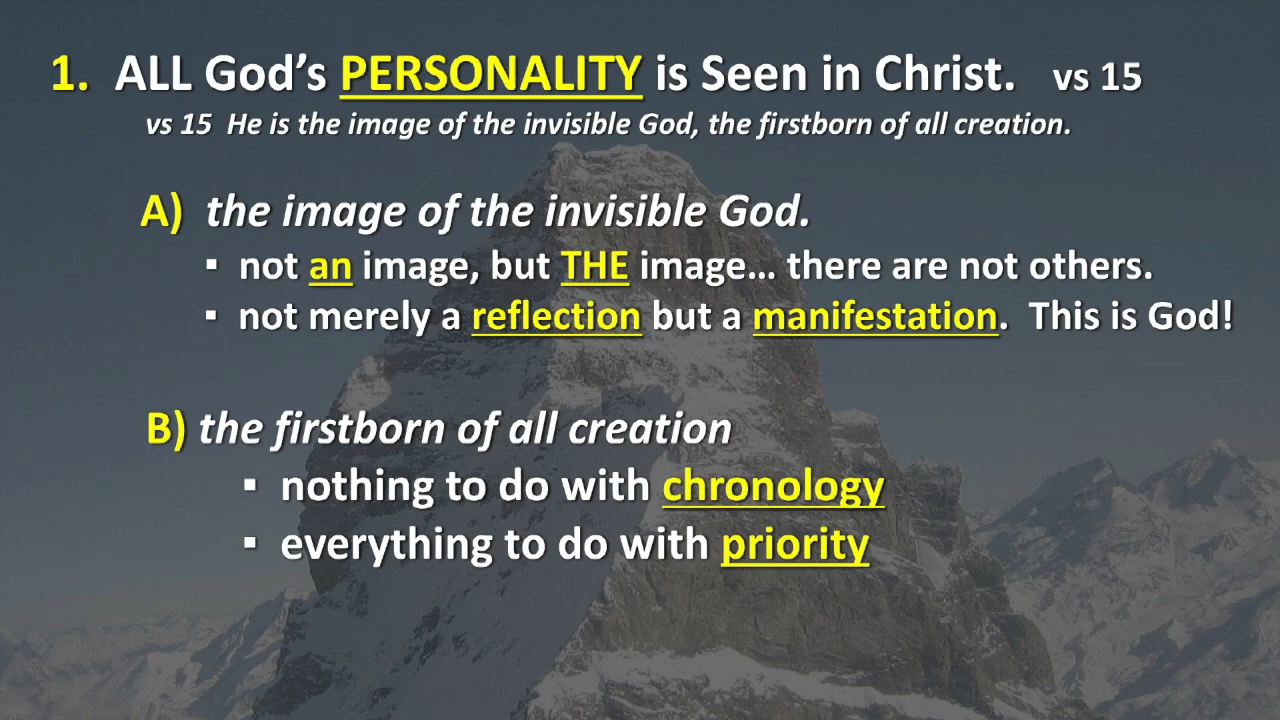 1. ALL God’s PERSONALITY is Seen in Christ. vs 15
vs 15 He is the image of the invisible God, the firstborn of all creation.
A) the image of the invisible God.
▪ not an image, but THE image… there are not others.
▪ not merely a reflection but a manifestation. This is God!
B) the firstborn of all creation
▪ nothing to do with chronology
▪ everything to do with priority